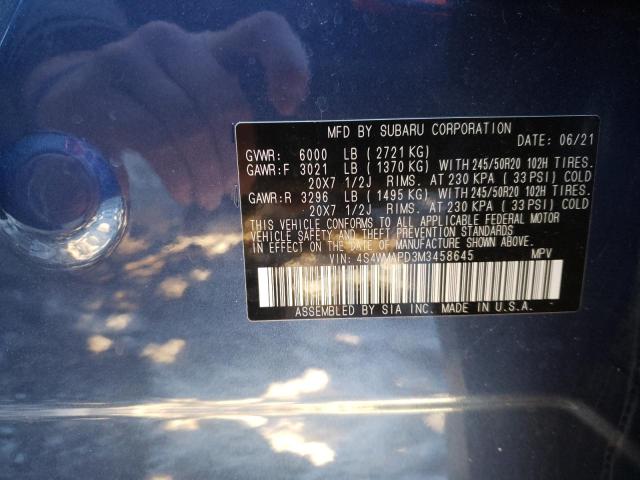 MFD BY SUBARU CORPORATION
DATE: 06/21
GVWR: 6000 LB (2721 KG)
GAWR:F 3021 LB (1370 KG) WITH 245/50R20 102H TIRES.
20X7 1/2J RIMS. AT 230 KPA (33 PSI) COLD
GAWR:R 3296 LB (1495 KG) WITH 245/50R20 102H TIRES.
20X7 1/2J RIMS. AT 230 KPA (33 PSI) COLD
THIS VEHICLE CONFORMS TO ALL APPLICABLE FEDERAL MOTOR
VEHICLE SAFETY AND THEFT PREVENTION STANDARDS
IN EFFECT ON THE DATE OF MANUFACTURE SHOWN ABOVE.
VIN: 4S4WMAPD3M3458645 MPV
ASSEMBLED BY SIA INC. MADE IN U.S.A.